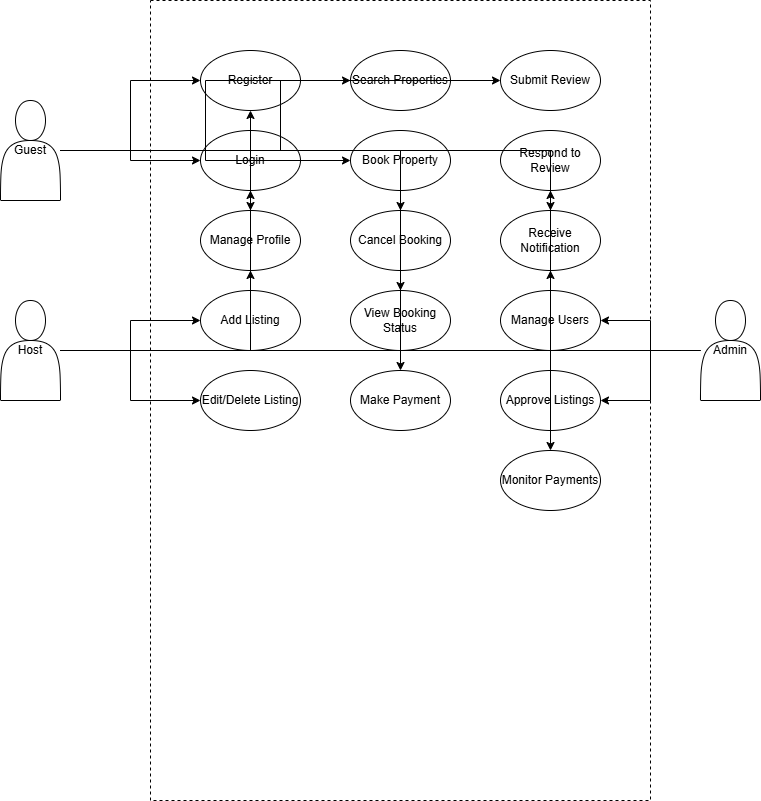 Register
Search Properties
Submit Review
Guest
Login
Book Property
Respond to
Review
Manage Profile
Cancel Booking
Receive
Notification
Host
Add Listing
View Booking
Status
Manage Users
Admin
Edit/Delete Listing
Make Payment
Approve Listings
Monitor Payments